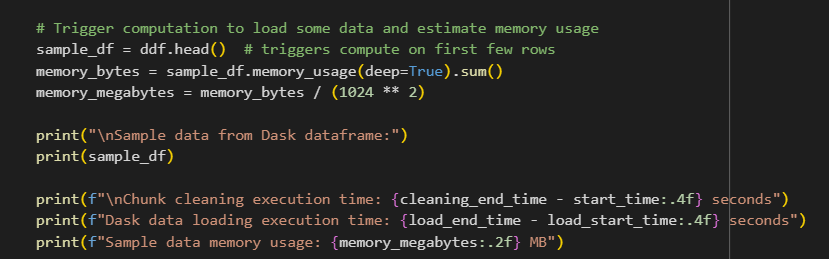 # Trigger computation to load some data and estimate memory usage
sample_df = ddf.head()  # triggers compute on first few rows
memory_bytes = sample_df.memory_usage(deep=True).sum()
memory_megabytes = memory_bytes / (1024 ** 2)

print("\nSample data from Dask dataframe:")
print(sample_df)

print(f"\nChunk cleaning execution time: {cleaning_end_time - start_time:.4f} seconds")
print(f"Dask data loading execution time: {load_end_time - load_start_time:.4f} seconds")
print(f"Sample data memory usage: {memory_megabytes:.2f} MB")